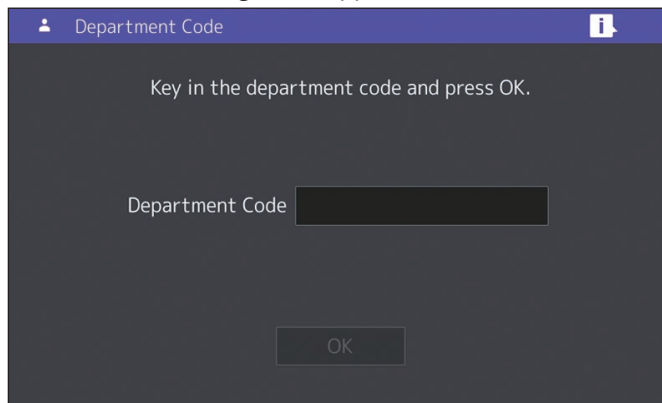 Department Code
i
Key in the department code and press OK.
Department Code
OK